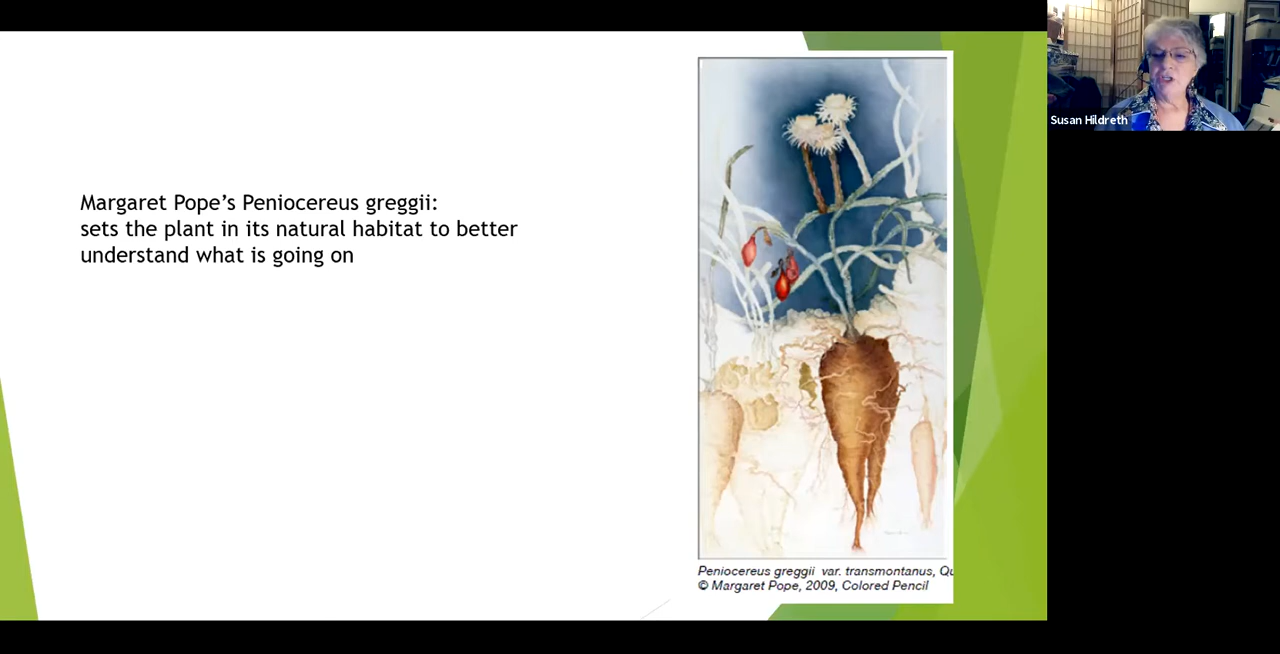 Margaret Pope’s Peniocereus greggii:
sets the plant in its natural habitat to better
understand what is going on
Peniocereus greggii var. transmontanus, Qu
© Margaret Pope, 2009, Colored Pencil
Susan Hildreth